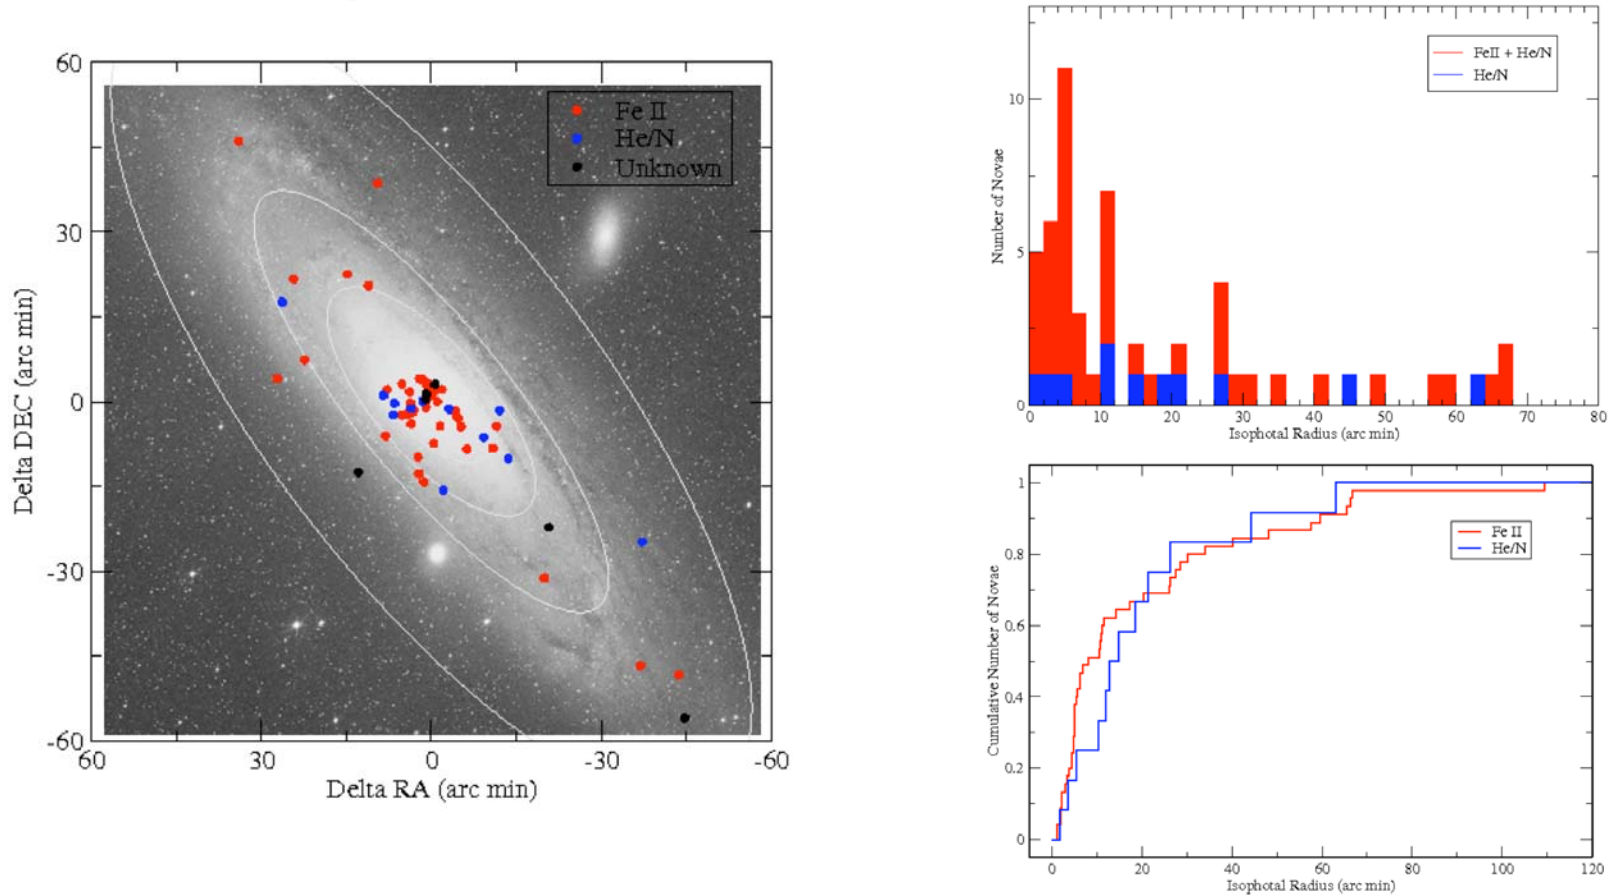 60
30
0
-30
-60
60
30
0
-30
-60
Delta DEC (arc min)
Delta RA (arc min)
Fe II
He/N
Unknown
10
5
0
0
10
20
30
40
50
60
70
80
Number of Novae
Isophotal Radius (arc min)
FeII + He/N
He/N
1
0.8
0.6
0.4
0.2
0
0
20
40
60
80
100
120
Cumulative Number of Novae
Isophotal Radius (arc min)
Fe II
He/N